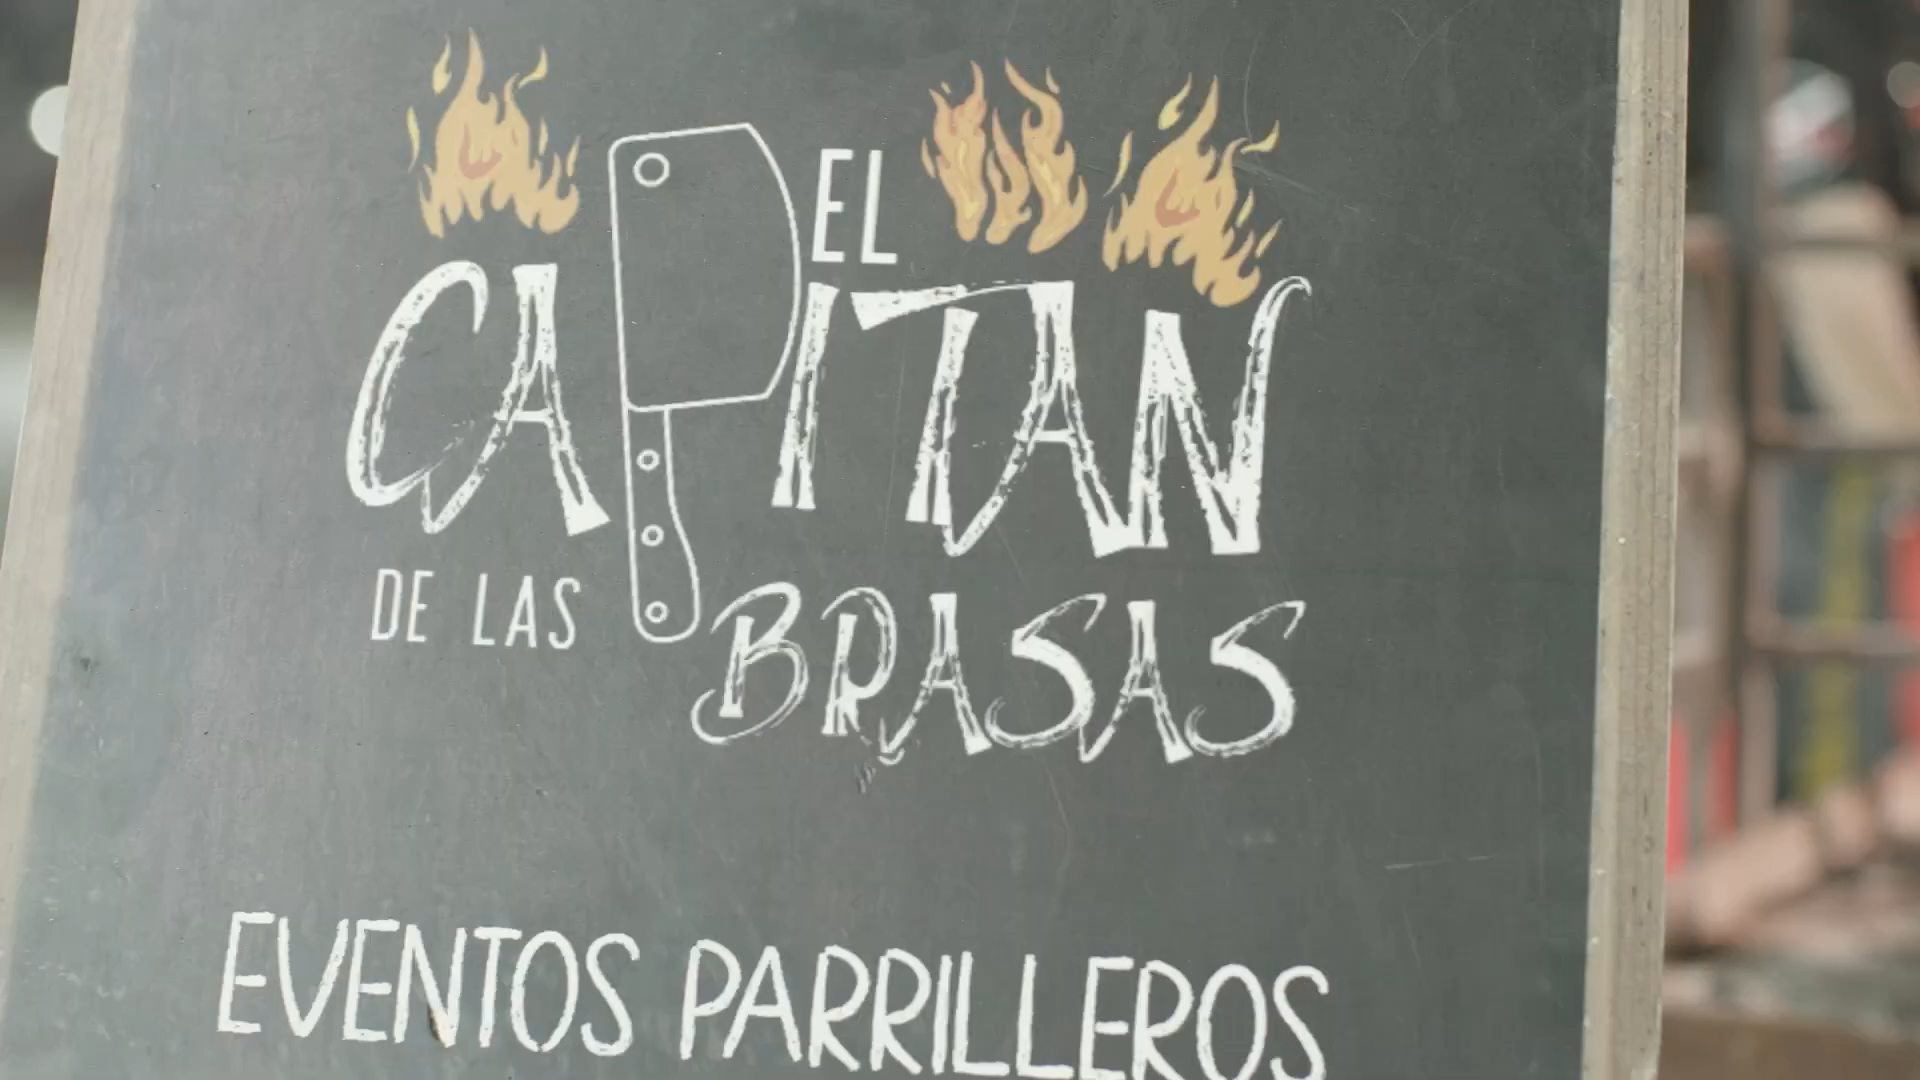 EL
CAPITAN
DE LAS
BRASAS
EVENTOS PARRILLEROS